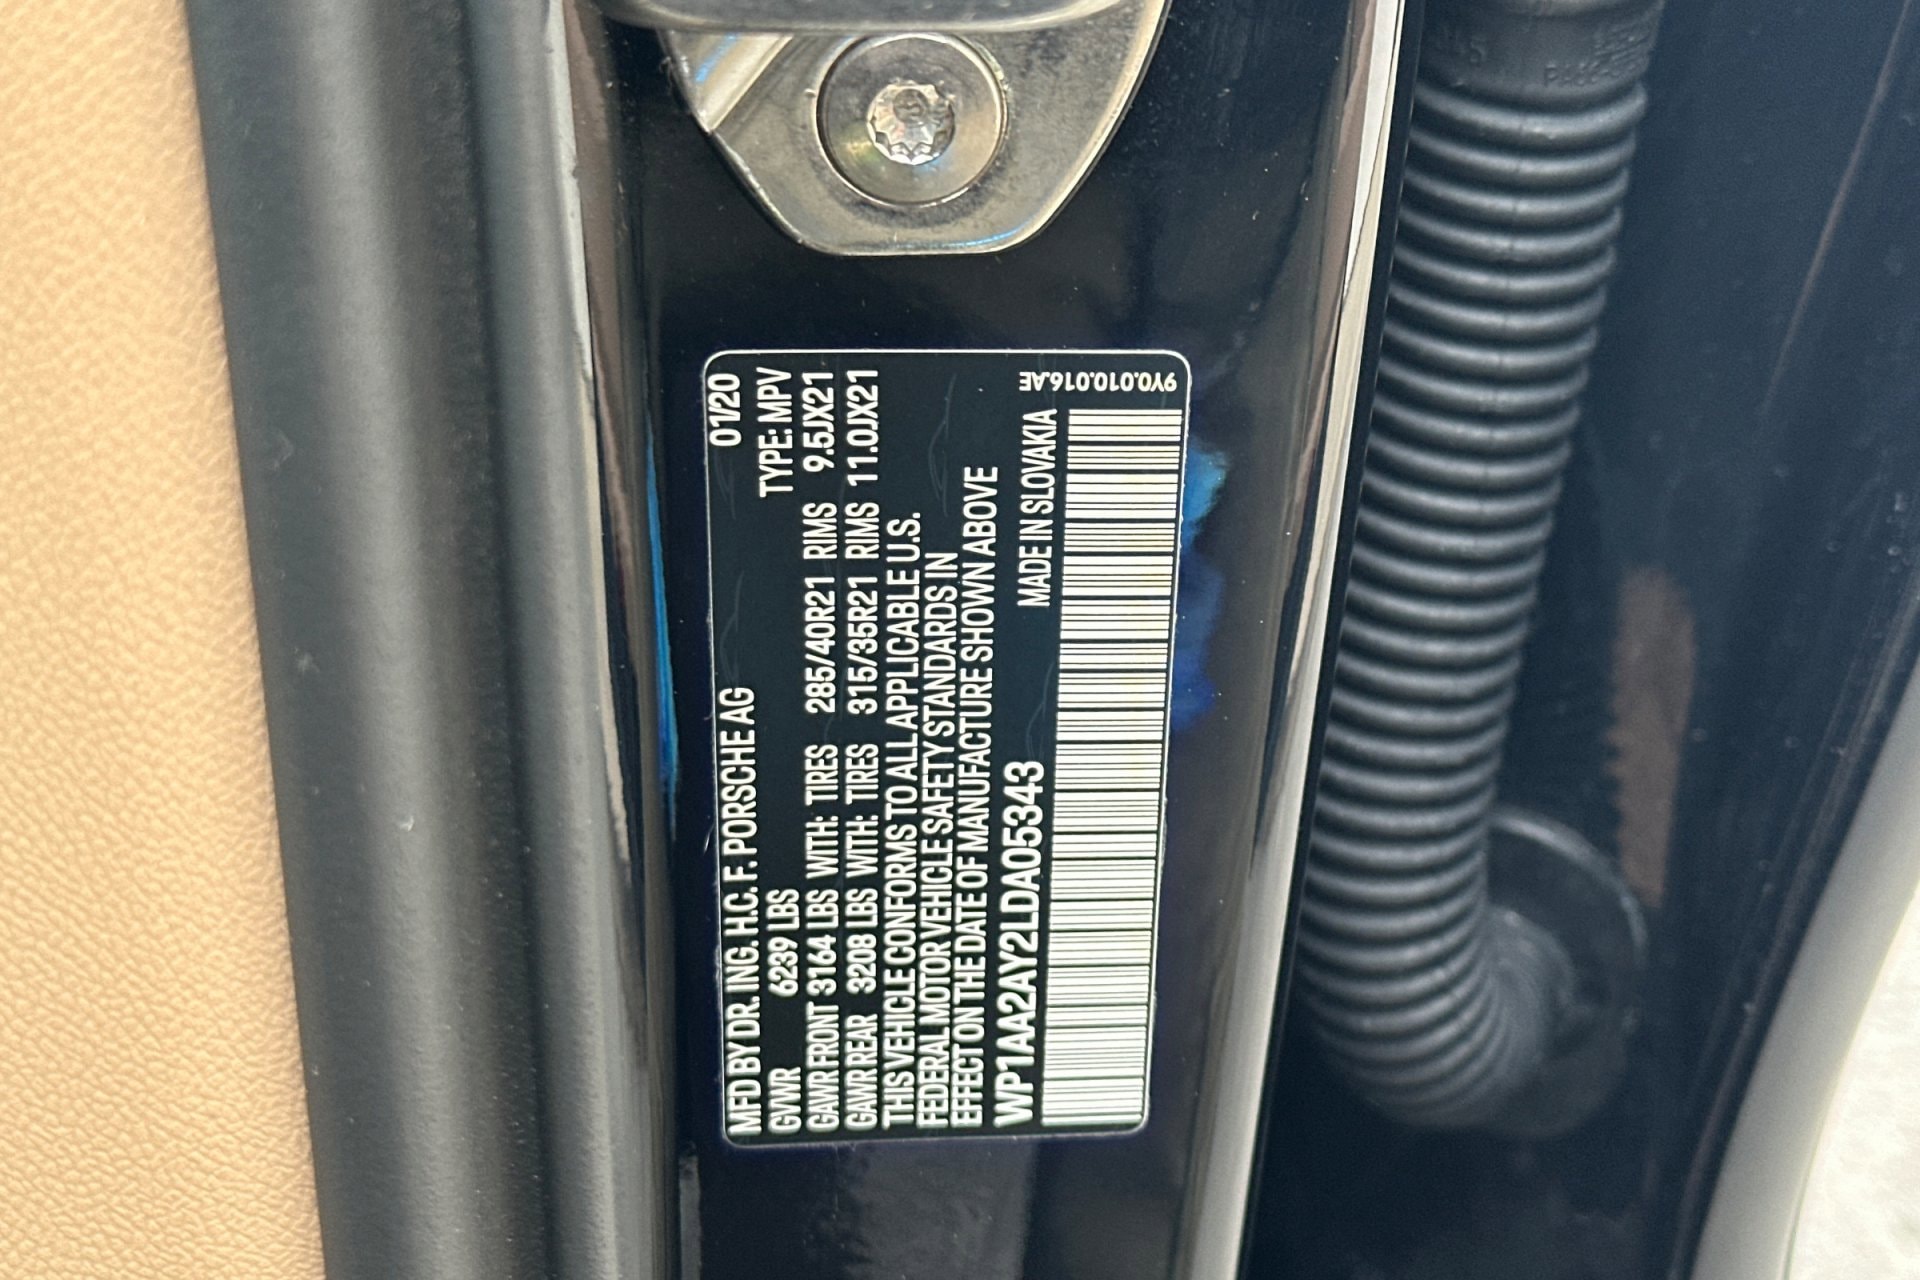 MFD BY DR. ING. H.C. F. PORSCHE AG 01/20
GVWR 6239 LBS TYPE: MPV
GAWR FRONT 3164 LBS WITH: TIRES 285/40R21 RIMS 9.5JX21
GAWR REAR 3208 LBS WITH: TIRES 315/35R21 RIMS 11.0JX21
THIS VEHICLE CONFORMS TO ALL APPLICABLE U.S.
FEDERAL MOTOR VEHICLE SAFETY STANDARDS IN
EFFECT ON THE DATE OF MANUFACTURE SHOWN ABOVE
WP1AA2AY2LDA05343 MADE IN SLOVAKIA
9Y0.010.016.AE